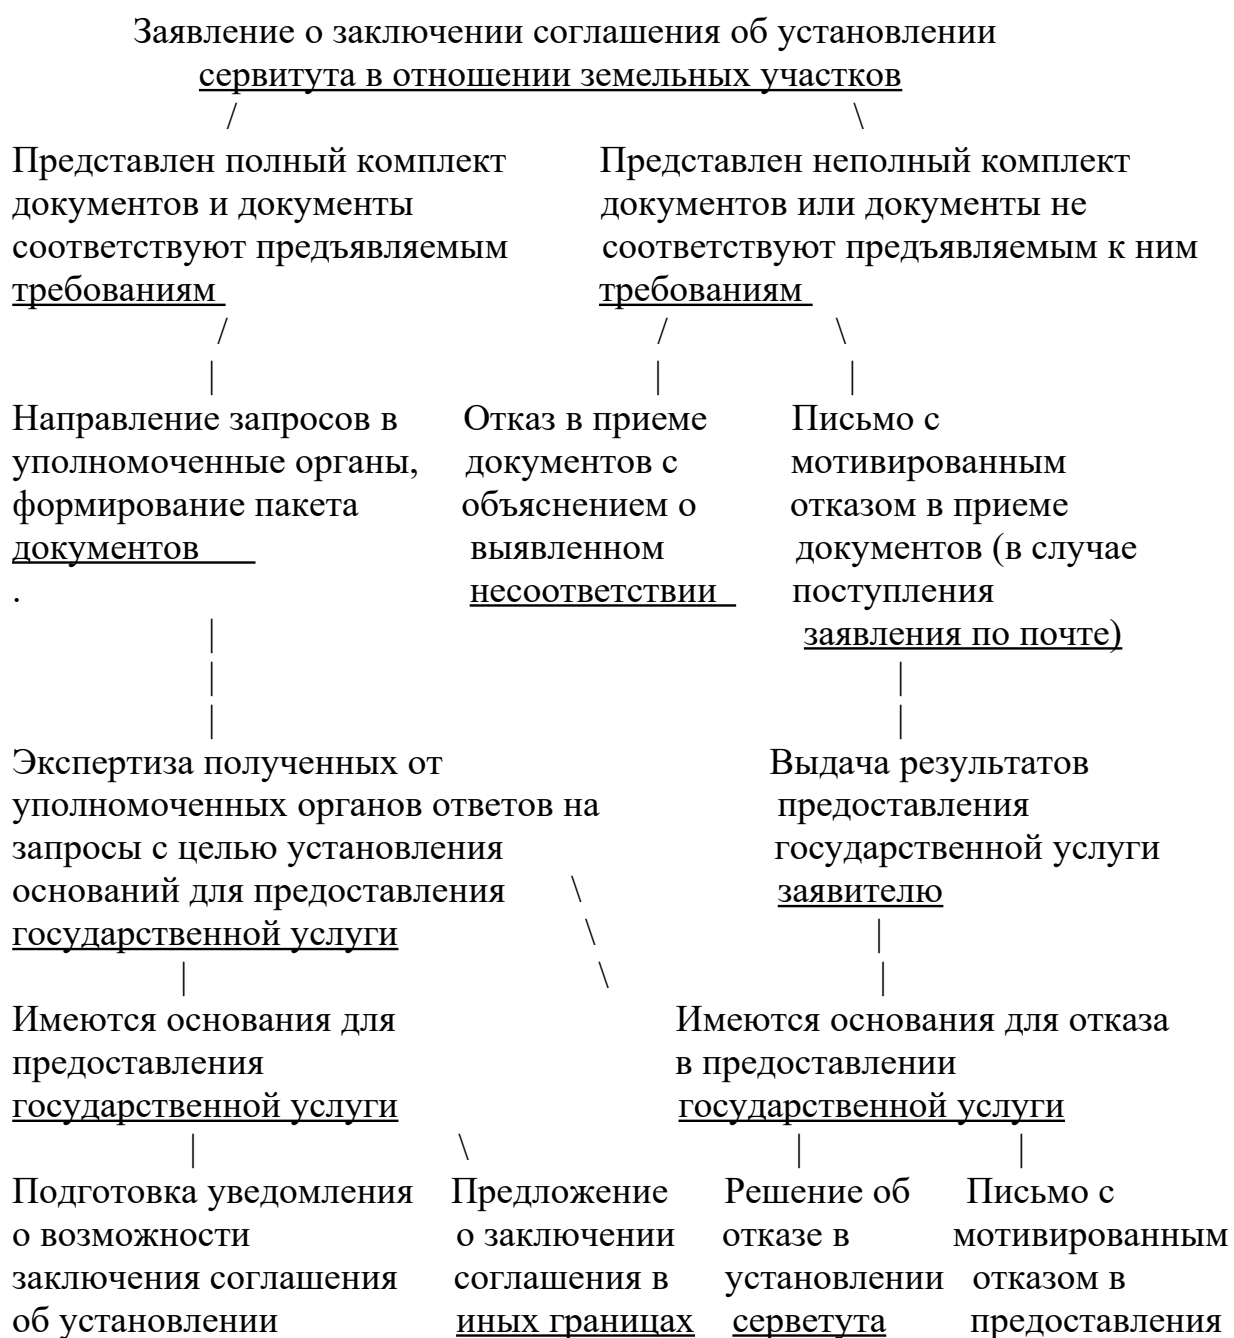 Заявление о заключении соглашения об установлении
сервитута в отношении земельных участков
/ \
Представлен полный комплект Представлен неполный комплект
документов и документы документов или документы не
соответствуют предъявляемым соответствуют предъявляемым к ним
требованиям требованиям
/ / \
| | |
Направление запросов в Отказ в приеме Письмо с
уполномоченные органы, документов с мотивированным
формирование пакета объяснением о отказом в приеме
документов выявленном документов (в случае
. несоответствии поступления
| заявления по почте)
| |
| |
Экспертиза полученных от Выдача результатов
уполномоченных органов ответов на предоставления
запросы с целью установления государственной услуги
оснований для предоставления \ заявителю
государственной услуги \ |
| \ |
Имеются основания для Имеются основания для отказа
предоставления в предоставлении
государственной услуги государственной услуги
| \ | |
Подготовка уведомления Предложение Решение об Письмо с
о возможности о заключении отказе в мотивированным
заключения соглашения соглашения в установлении отказом в
об установлении иных границах серветута предоставления